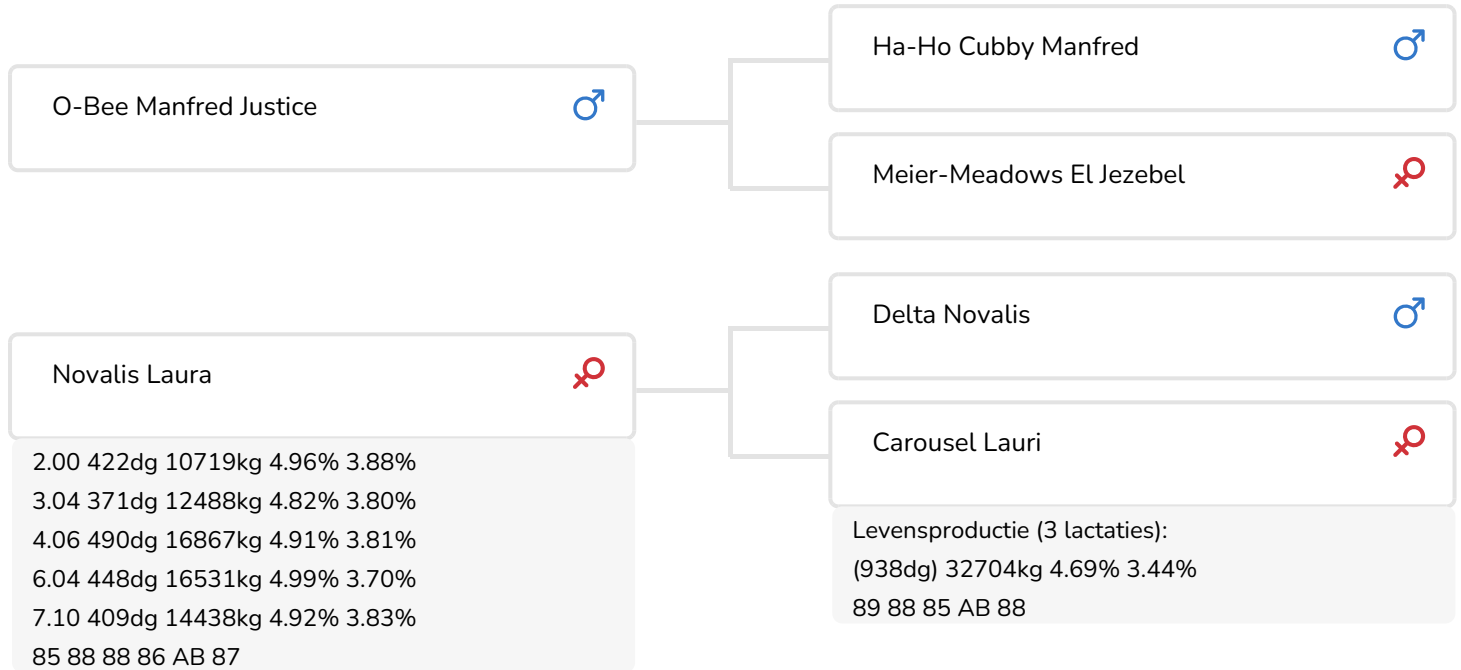 O-Bee Manfred Justice
Ha-Ho Cubby Manfred
Meier-Meadows El Jezebel
Novalis Laura
2.00 422dg 10719kg 4.96% 3.88%
3.04 371dg 12488kg 4.82% 3.80%
4.06 490dg 16867kg 4.91% 3.81%
6.04 448dg 16531kg 4.99% 3.70%
7.10 409dg 14438kg 4.92% 3.83%
85 88 88 86 AB 87
Delta Novalis
Carousel Lauri
Levensproductie (3 lactaties):
(938dg) 32704kg 4.69% 3.44%
89 88 85 AB 88